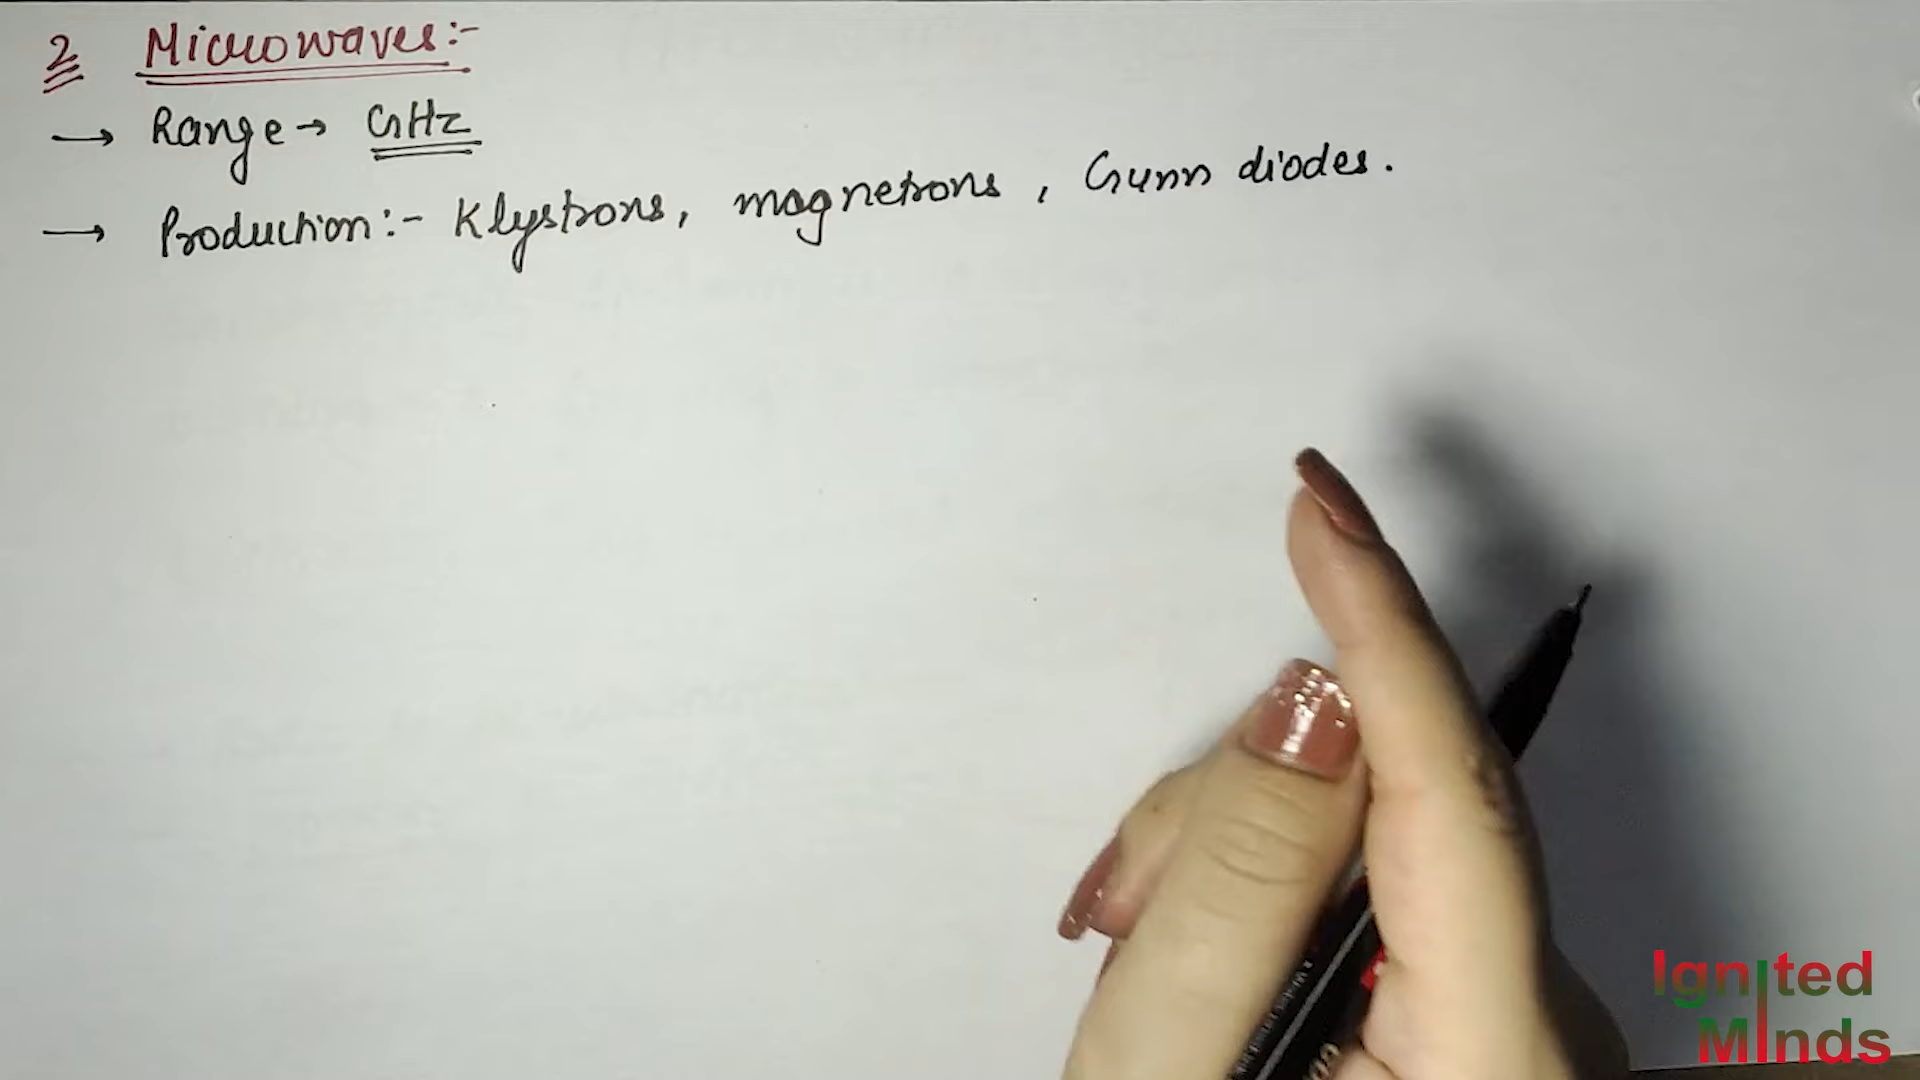 2 Microwaves:-
→ Range → GHz
→ Production:- Klystrons, magnetrons, Gunn diodes.
Ignited
Minds